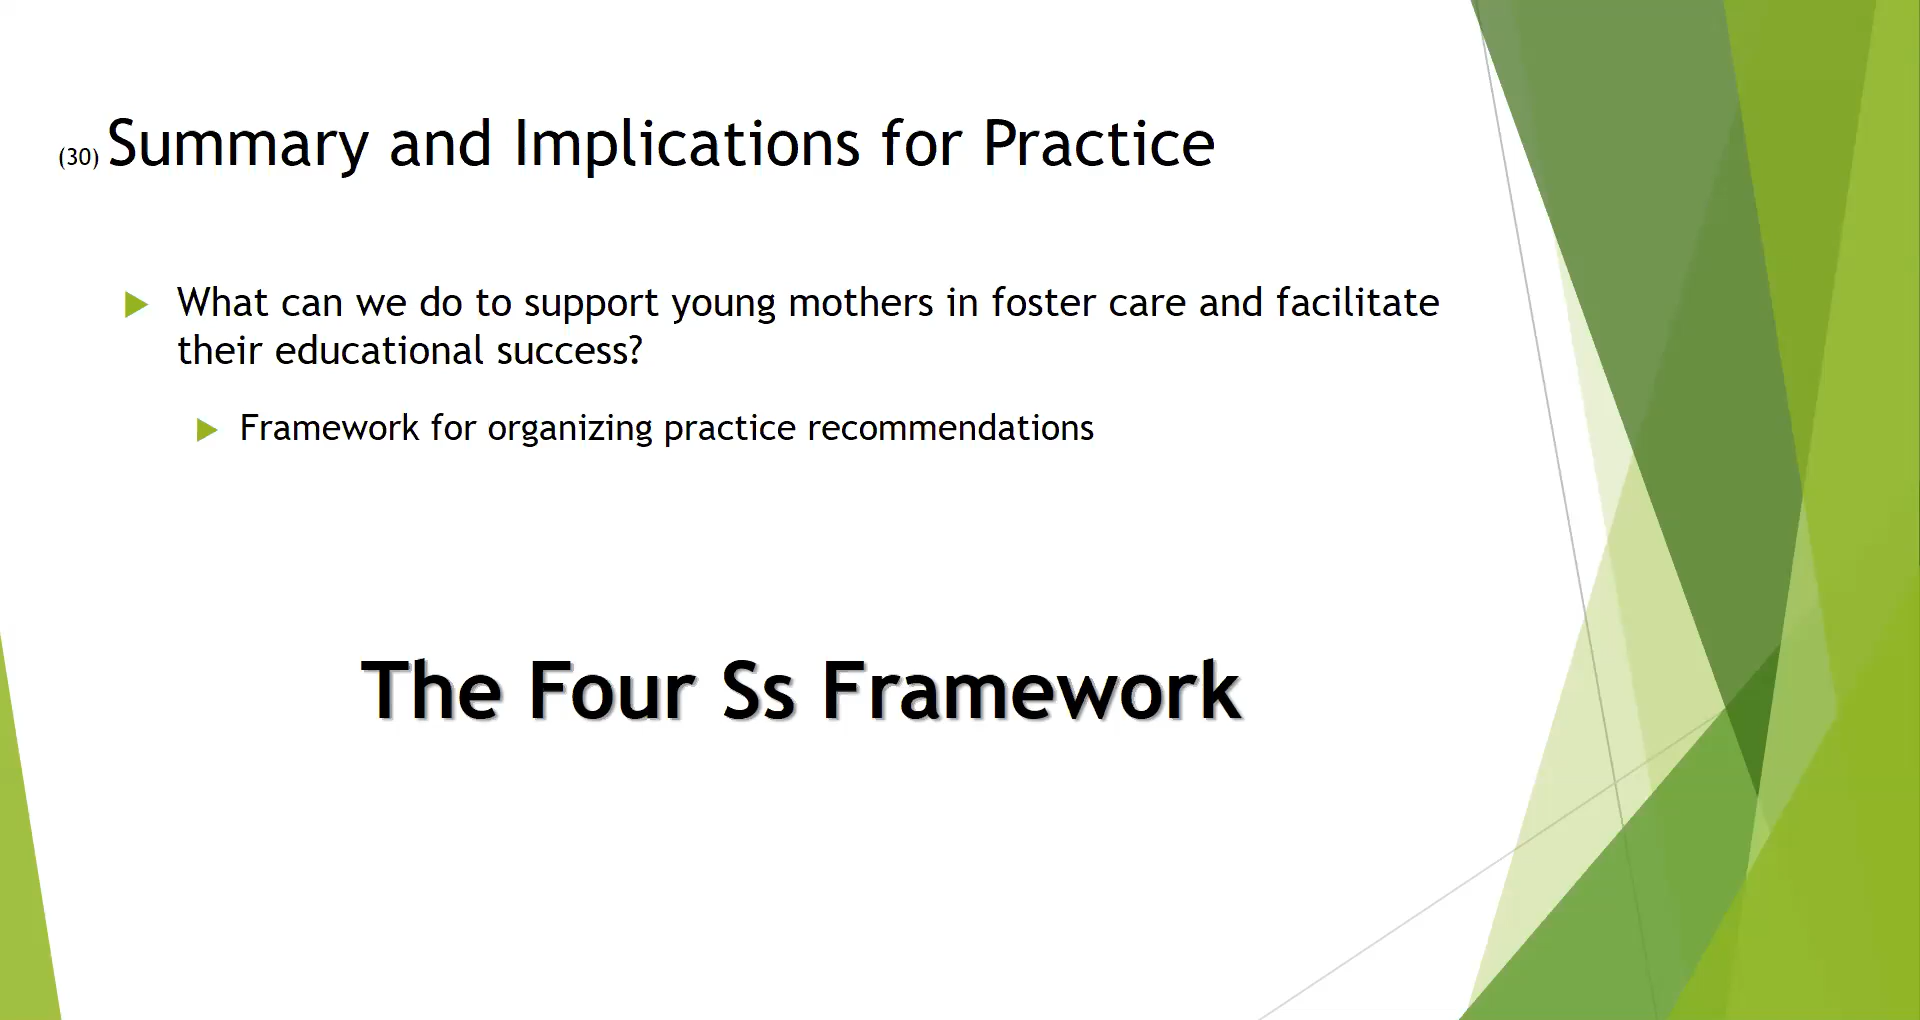 (30) Summary and Implications for Practice
What can we do to support young mothers in foster care and facilitate
their educational success?
Framework for organizing practice recommendations
The Four Ss Framework